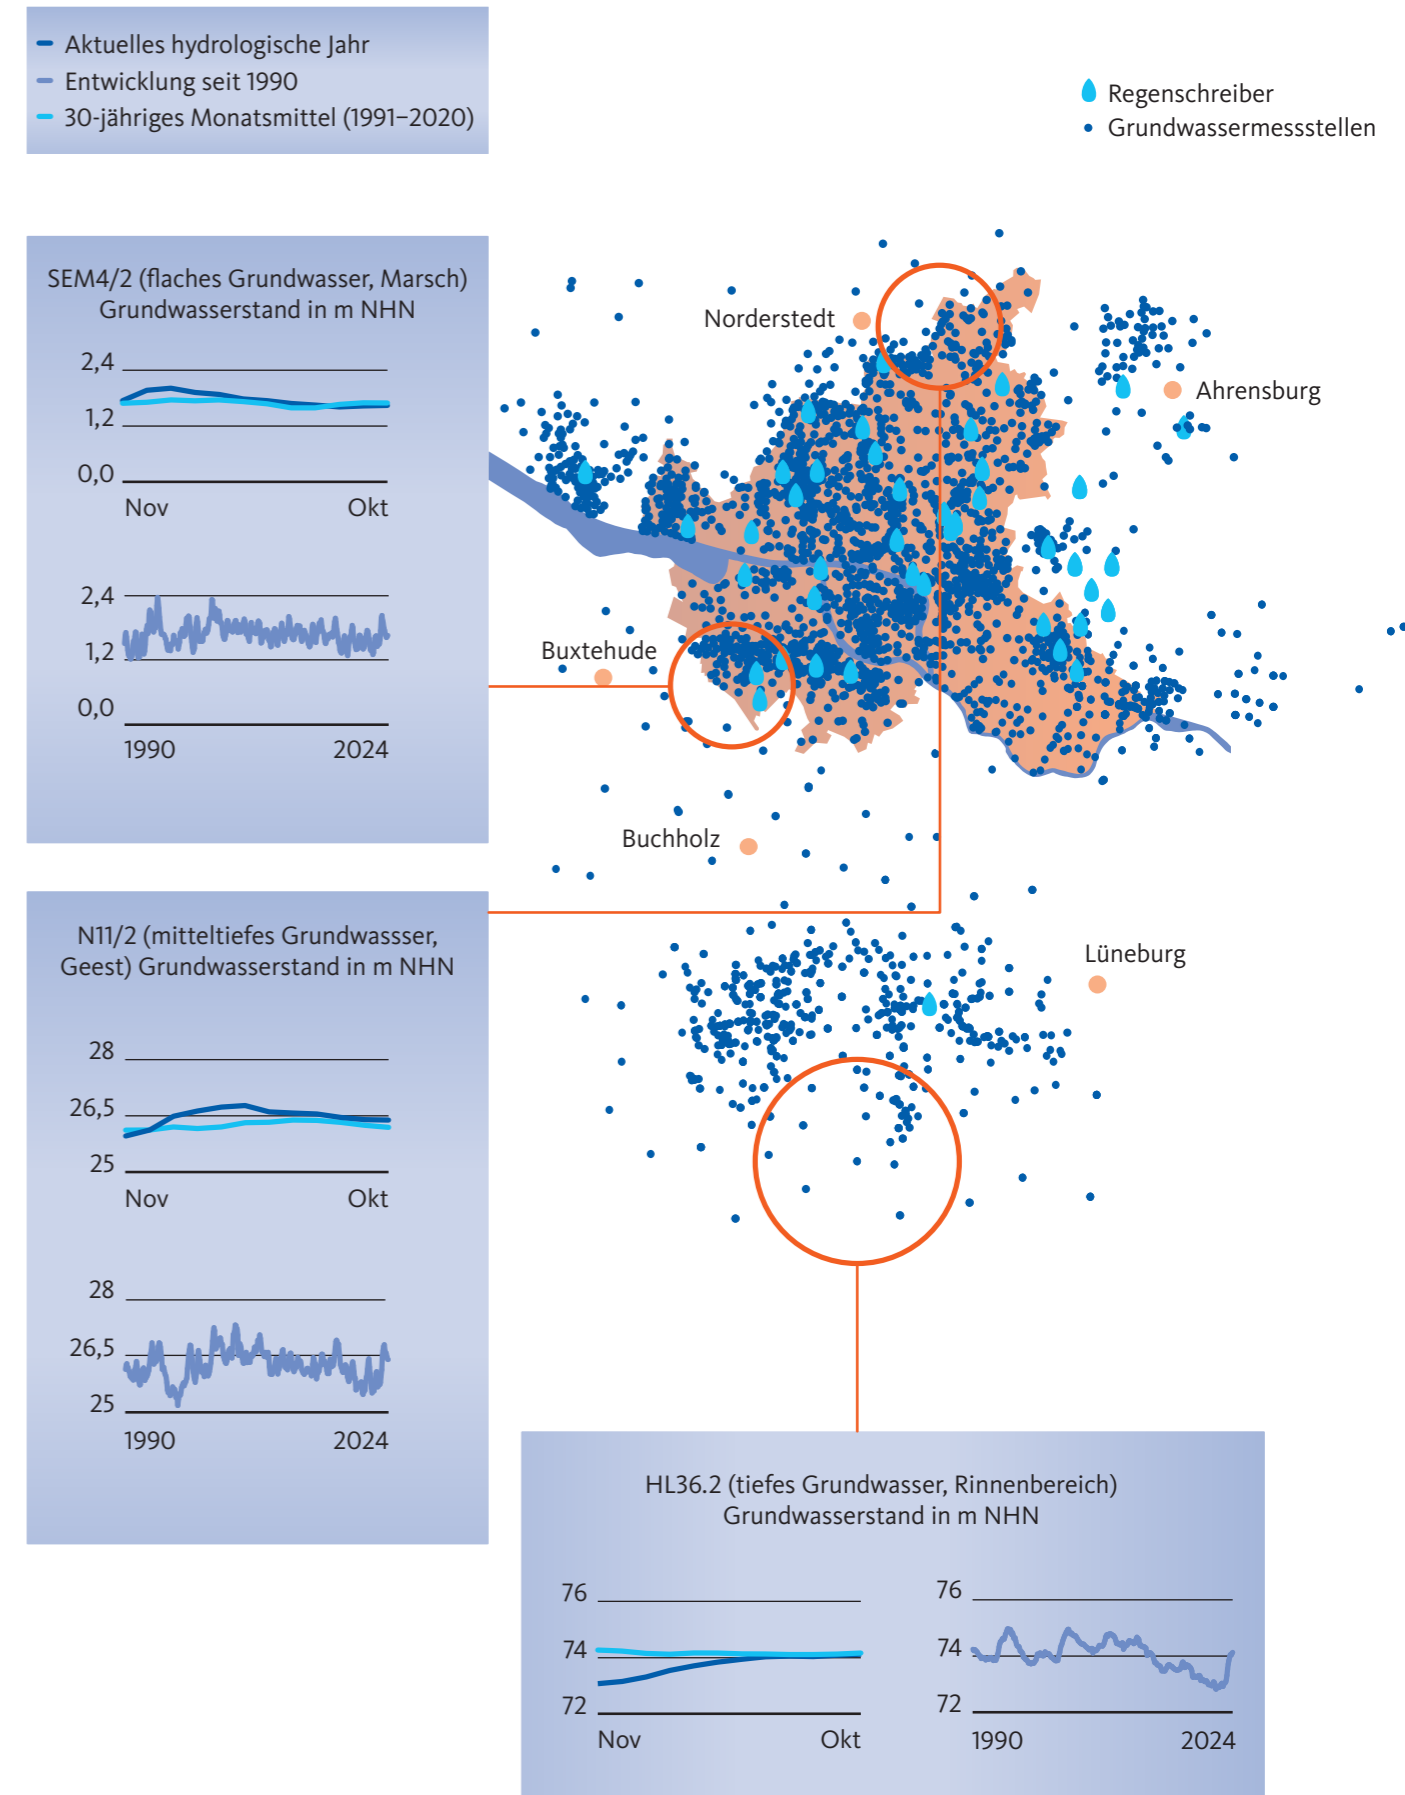 Aktuelles hydrologische Jahr
Entwicklung seit 1990
30-jähriges Monatsmittel (1991–2020)
Regenschreiber
Grundwassermessstellen
SEM4/2 (flaches Grundwasser, Marsch)
Grundwasserstand in m NHN
2,4
1,2
0,0
Nov Okt
2,4
1,2
0,0
1990 2024
Norderstedt
Ahrensburg
Buxtehude
Buchholz
Lüneburg
N11/2 (mitteltiefes Grundwassser,
Geest) Grundwasserstand in m NHN
28
26,5
25
Nov Okt
28
26,5
25
1990 2024
HL36.2 (tiefes Grundwasser, Rinnenbereich)
Grundwasserstand in m NHN
76
74
72
Nov Okt
76
74
72
1990 2024